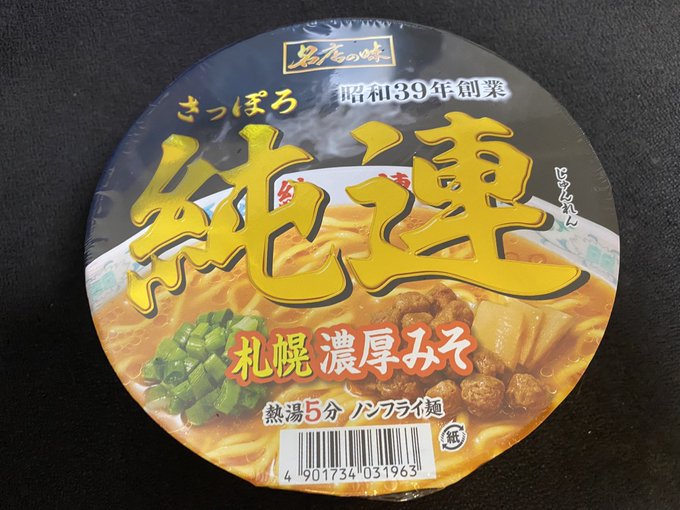 名店の味
さっぽろ
昭和39年創業
純連
じゅんれん
純 連
札幌 濃厚みそ
熱湯5分 ノンフライ麺
紙
4 901734 031963